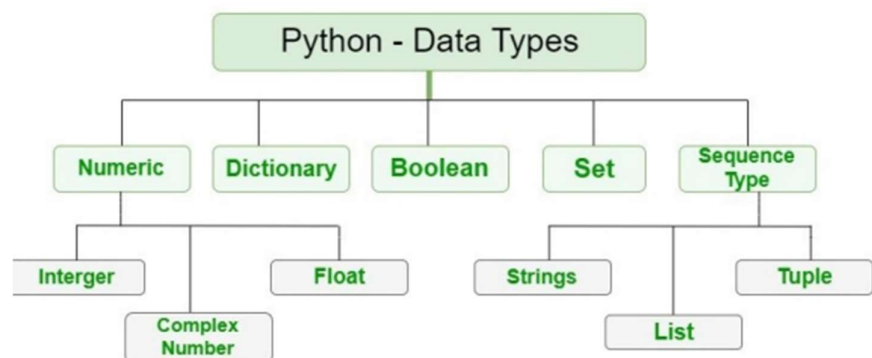 Python - Data Types
Numeric
Dictionary
Boolean
Set
Sequence
Type
Interger
Float
Strings
Tuple
Complex
Number
List